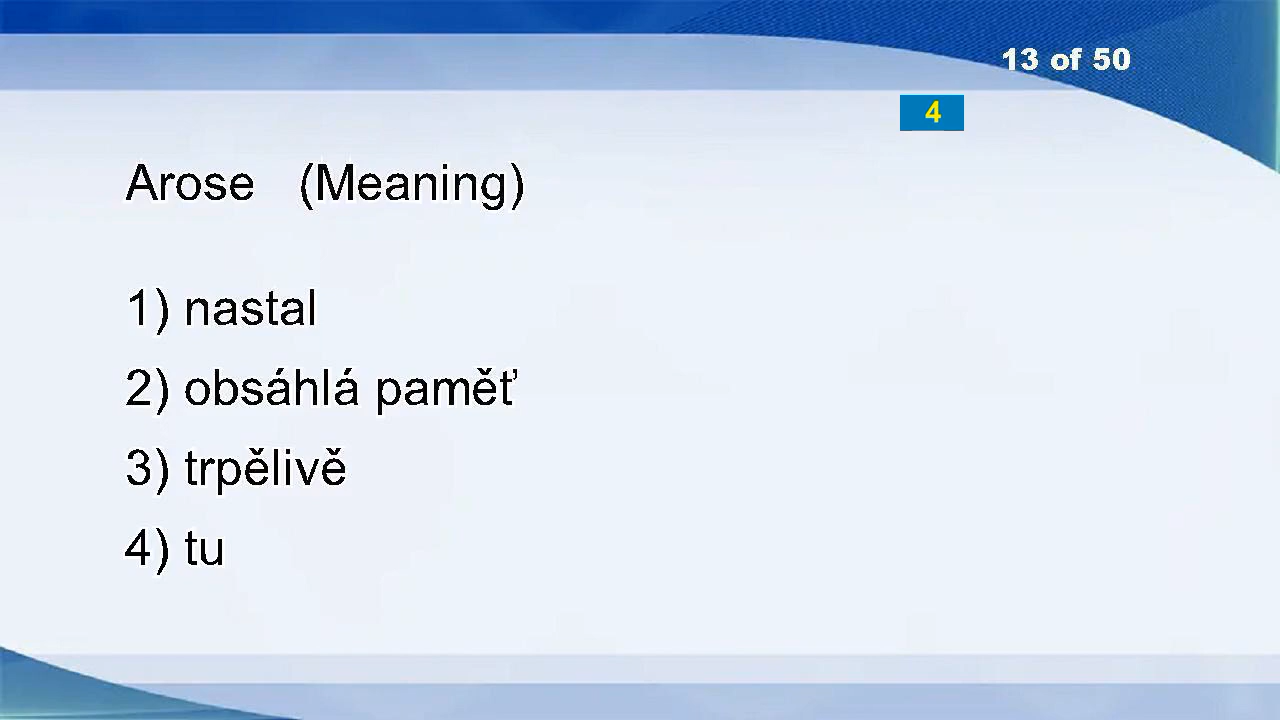 13 of 50
4
Arose (Meaning)
1) nastal
2) obsáhlá paměť
3) trpělivě
4) tu